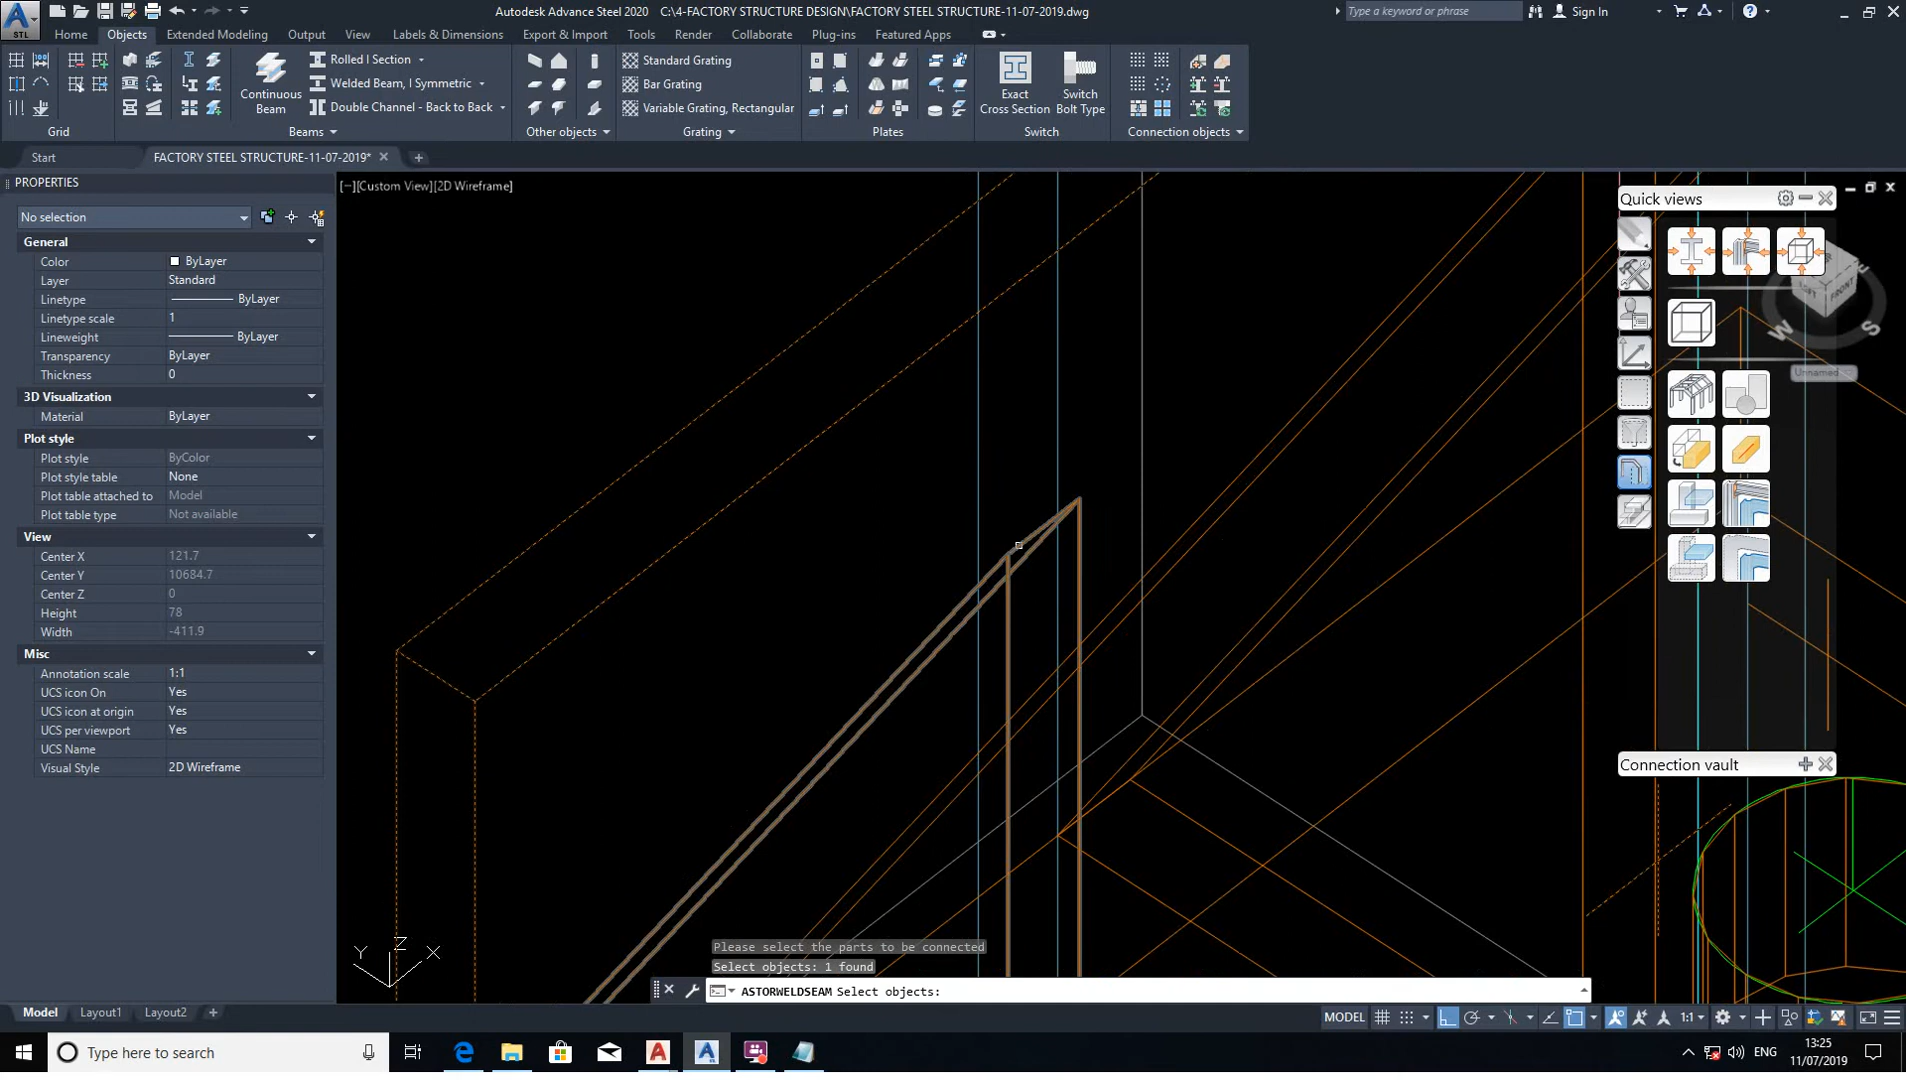 Autodesk Advance Steel 2020 C:\4-FACTORY STRUCTURE DESIGN\FACTORY STEEL STRUCTURE-11-07-2019.dwg
Type a keyword or phrase
Sign In
STL
Home Objects Extended Modeling Output View Labels & Dimensions Export & Import Tools Render Collaborate Plug-ins Featured Apps
Rolled I Section
Welded Beam, I Symmetric
Double Channel - Back to Back
Continuous
Beam
Standard Grating
Bar Grating
Variable Grating, Rectangular
Exact
Cross Section
Switch
Bolt Type
Grid Beams Other objects Grating Plates Switch Connection objects
Start FACTORY STEEL STRUCTURE-11-07-2019*
PROPERTIES
No selection
General
Color ByLayer
Layer Standard
Linetype ByLayer
Linetype scale 1
Lineweight ByLayer
Transparency ByLayer
Thickness 0
3D Visualization
Material ByLayer
Plot style
Plot style ByColor
Plot style table None
Plot table attached to Model
Plot table type Not available
View
Center X 121.7
Center Y 10684.7
Center Z 0
Height 78
Width -411.9
Misc
Annotation scale 1:1
UCS icon On Yes
UCS icon at origin Yes
UCS per viewport Yes
UCS Name
Visual Style 2D Wireframe
[−][Custom View][2D Wireframe]
Quick views
FRONT
W S
Unnamed
Connection vault
Y Z X
Please select the parts to be connected
Select objects: 1 found
ASTORWELDSEAM Select objects:
Model Layout1 Layout2
MODEL 1:1
Type here to search
ENG
13:25
11/07/2019